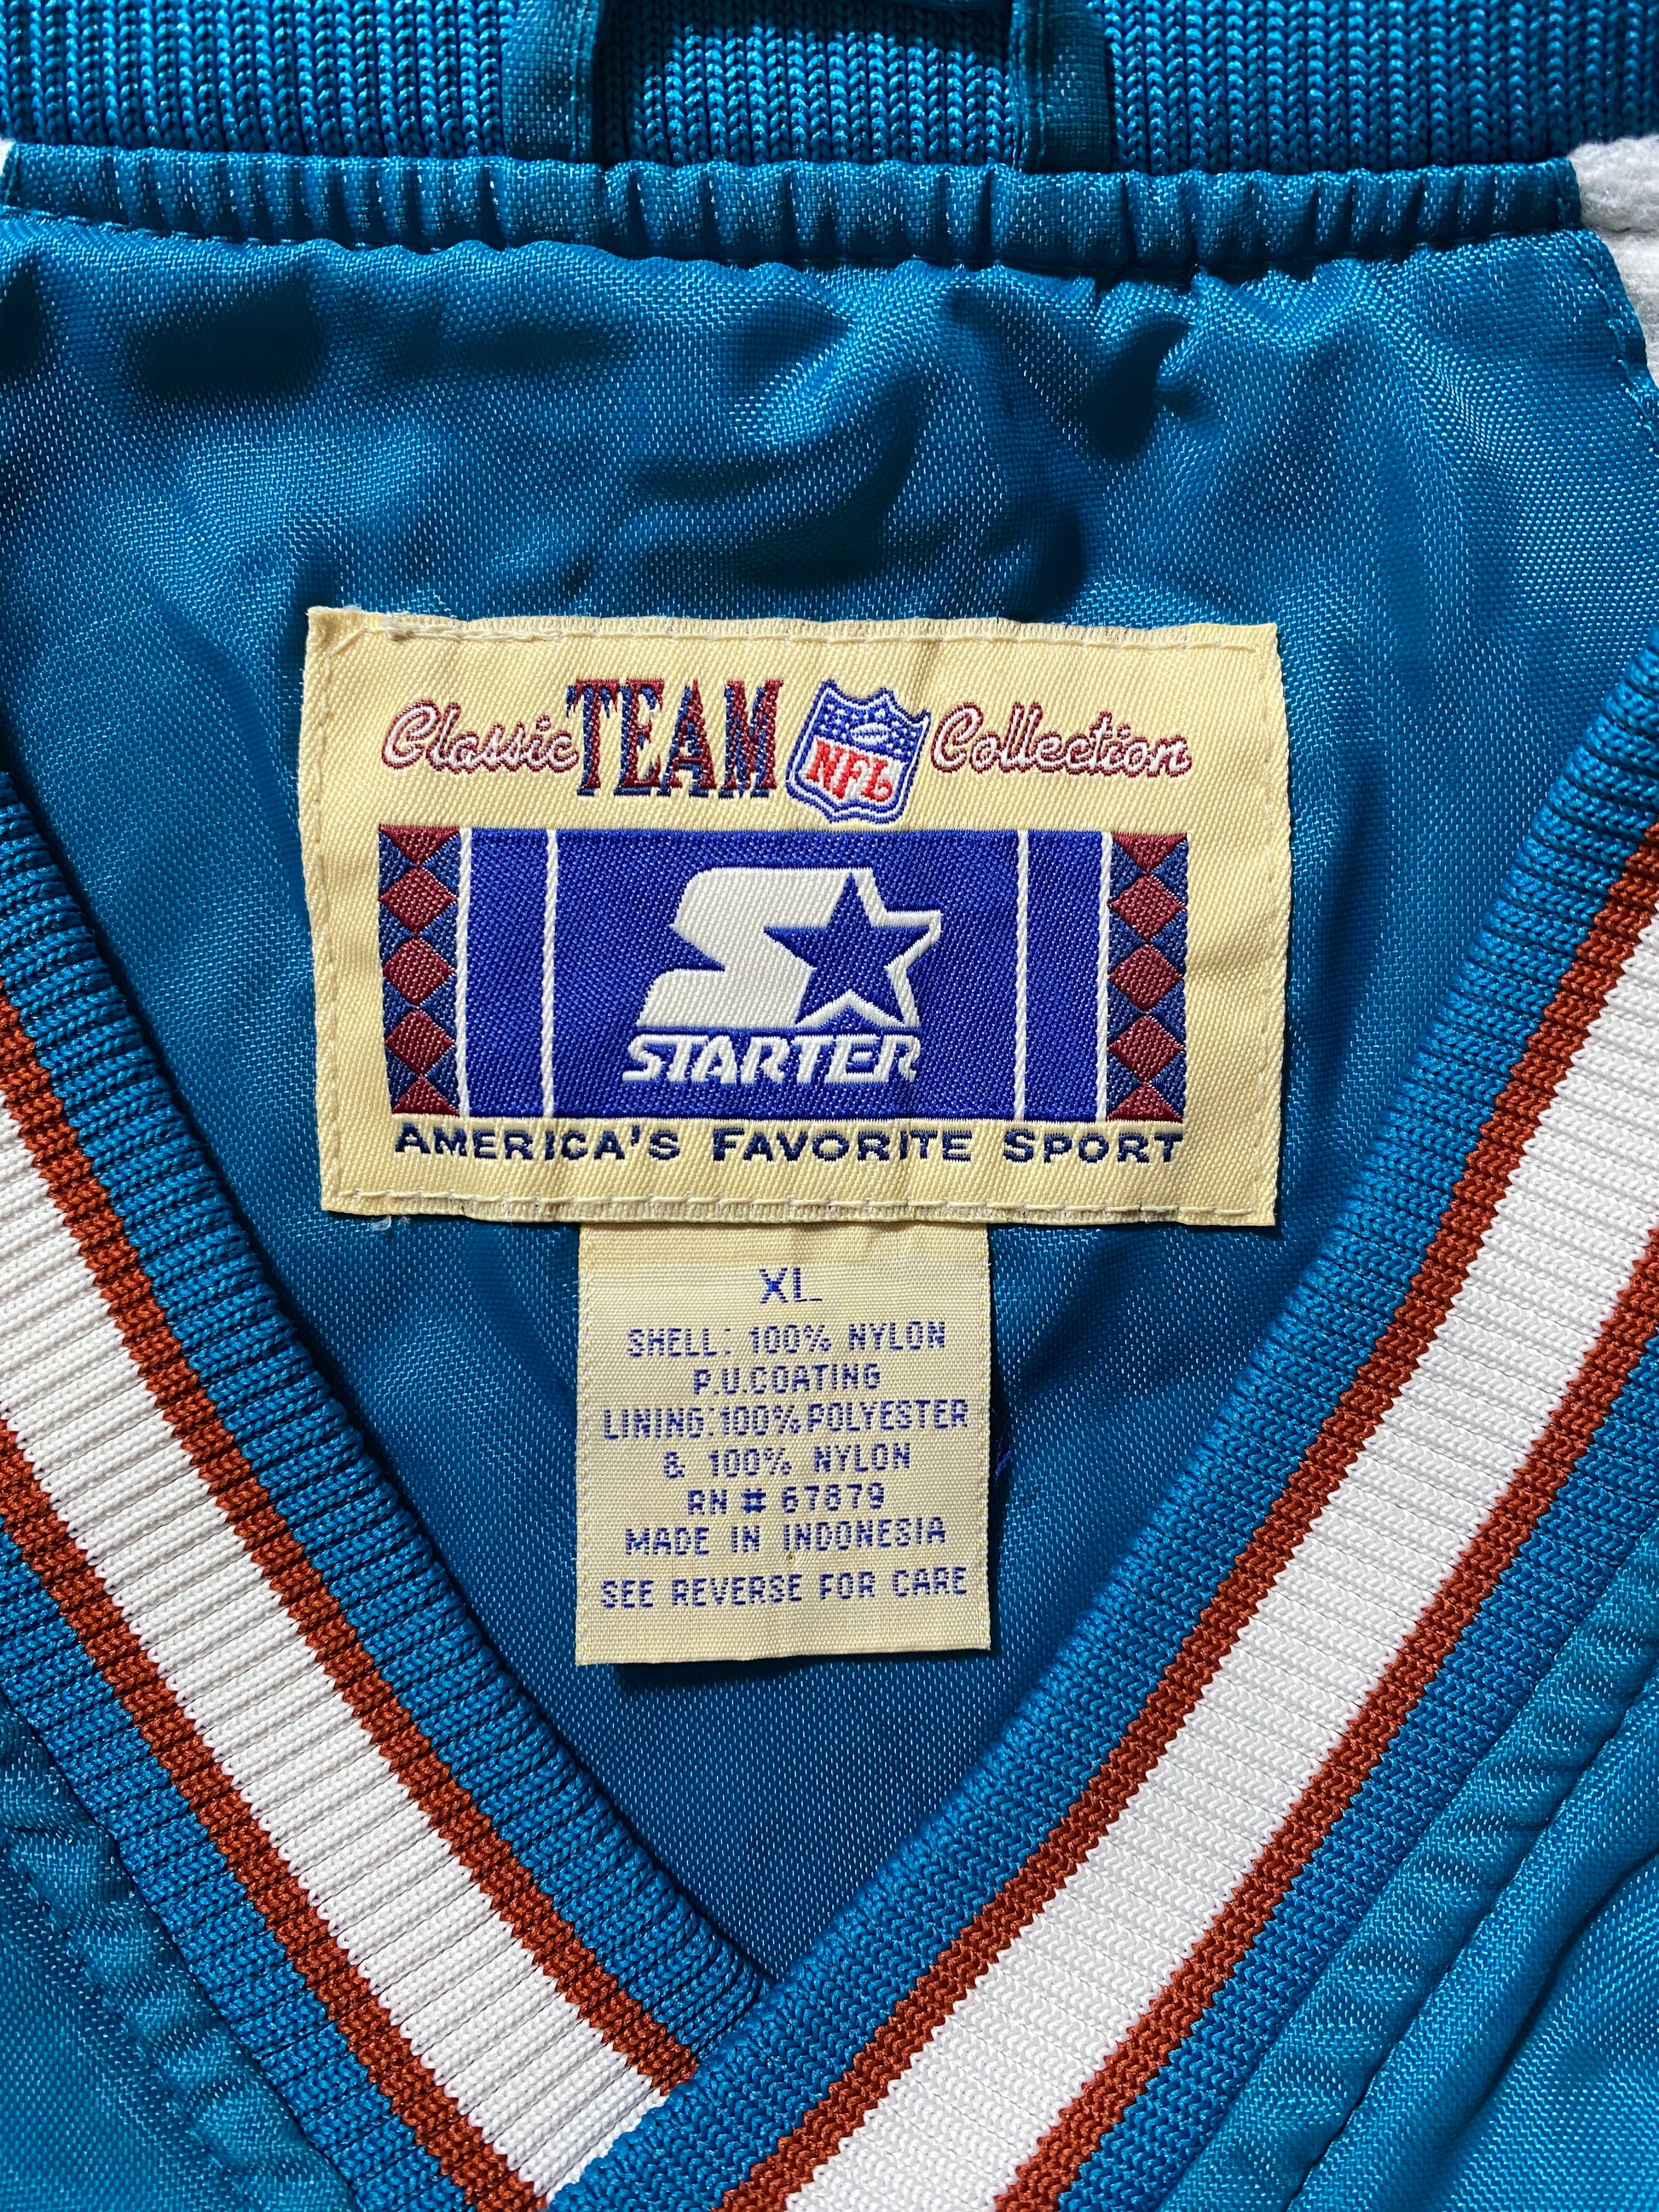 Classic TEAM NFL Collection
STARTER
AMERICA'S FAVORITE SPORT
XL
SHELL: 100% NYLON
P.U.COATING
LINING:100% POLYESTER
& 100% NYLON
RN # 67879
MADE IN INDONESIA
SEE REVERSE FOR CARE